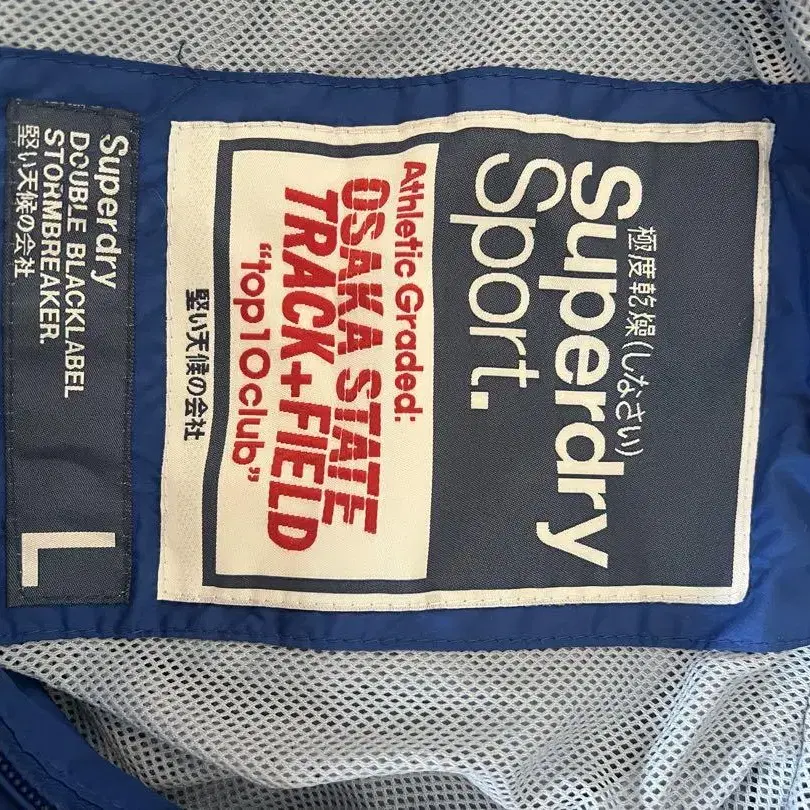 極度乾燥(しなさい)
Superdry
Sport.
Athletic Graded:
OSAKA STATE
TRACK+FIELD
“top10club”
堅い天候の会社
Superdry
DOUBLE BLACKLABEL
STORMBREAKER.
堅い天候の会社
L